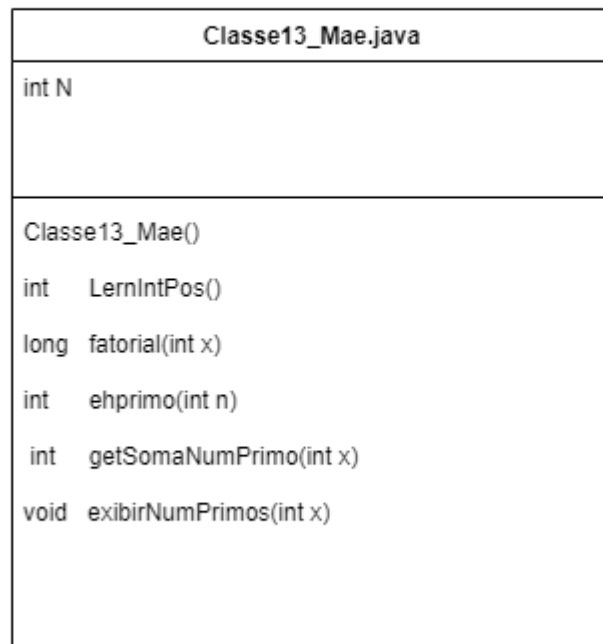 Classe13_Mae.java
int N
Classe13_Mae()
int LernIntPos()
long fatorial(int x)
int ehprimo(int n)
int getSomaNumPrimo(int x)
void exibirNumPrimos(int x)